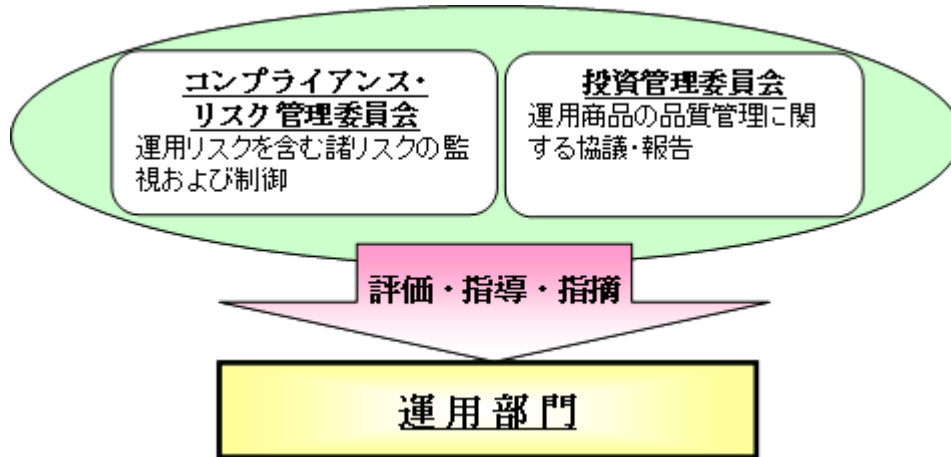 コンプライアンス・
リスク管理委員会
運用リスクを含む諸リスクの監
視および制御
投資管理委員会
運用商品の品質管理に関
する協議・報告
評価・指導・指摘
運用部門